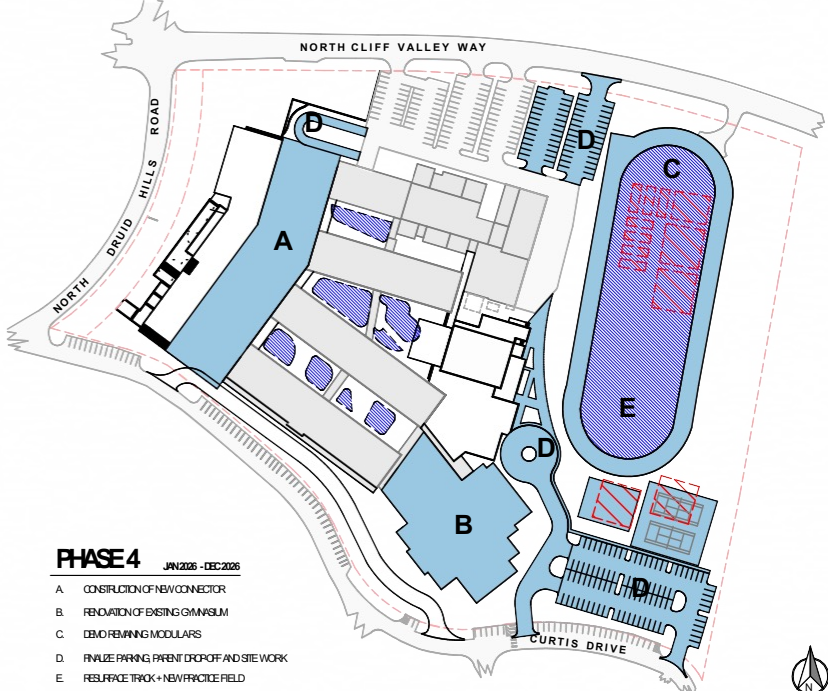 NORTH CLIFF VALLEY WAY
NORTH DRUID HILLS ROAD
D
D
C
A
E
D
B
D
CURTIS DRIVE
PHASE 4 JAN 2026 - DEC 2026
A. CONSTRUCTION OF NEW CONNECTOR
B. RENOVATION OF EXISTING GYMNASIUM
C. DEMO REMAINING MODULARS
D. FINALIZE PARKING, PARENT DROP-OFF AND SITE WORK
E. RESURFACE TRACK + NEW PRACTICE FIELD
N